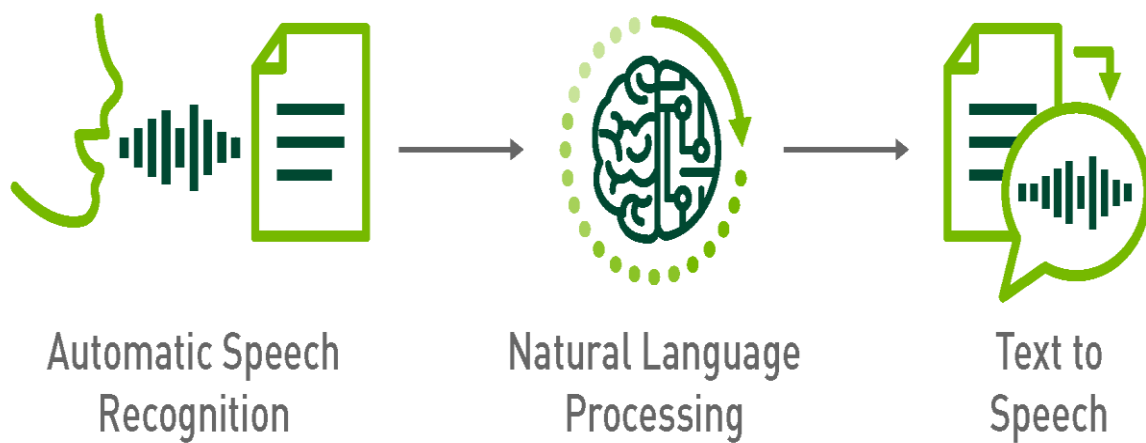 Automatic Speech
Recognition
Natural Language
Processing
Text to
Speech